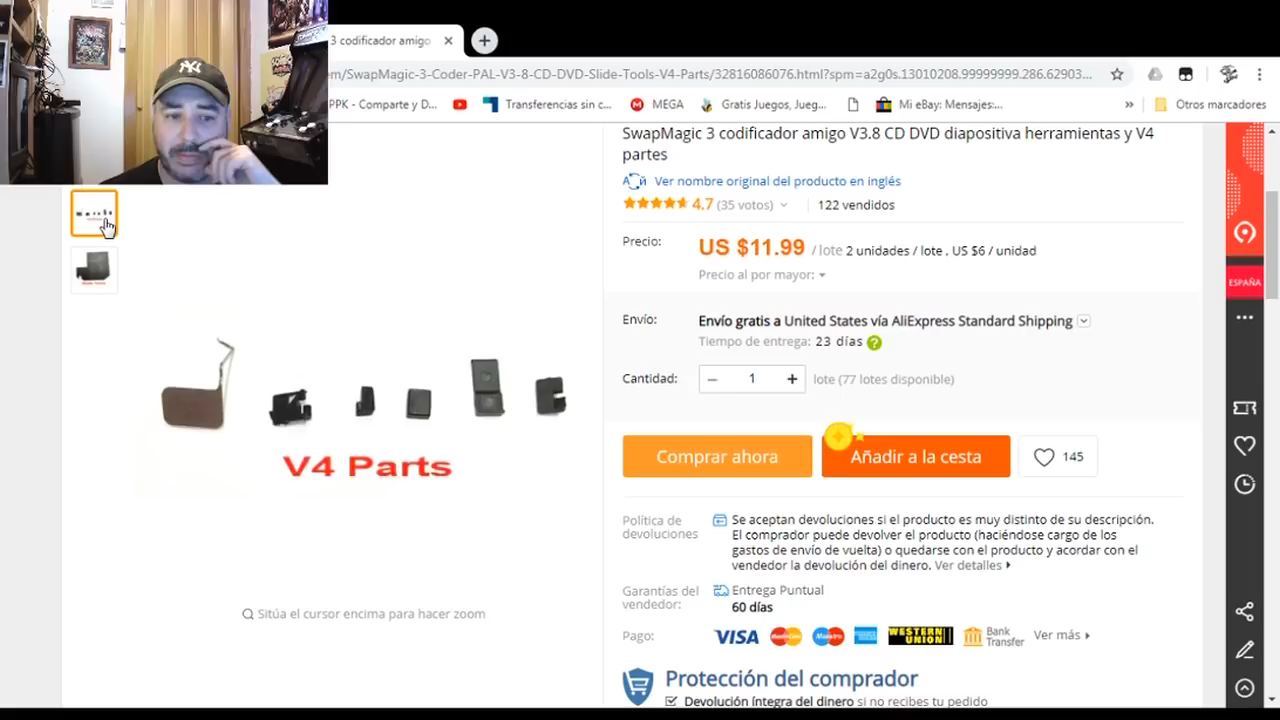 3 codificador amigo
em/SwapMagic-3-Coder-PAL-V3-8-CD-DVD-Slide-Tools-V4-Parts/32816086076.html?spm=a2g0s.13010208.99999999.286.62903...
PPK - Comparte y D...
Transferencias sin c...
MEGA
Gratis Juegos, Jueg...
Mi eBay: Mensajes:...
»
Otros marcadores
SwapMagic 3 codificador amigo V3.8 CD DVD diapositiva herramientas y V4
partes
Ver nombre original del producto en inglés
4.7 (35 votos)
122 vendidos
Precio:
US $11.99 / lote 2 unidades / lote , US $6 / unidad
Precio al por mayor:
ESPAÑA
Envío:
Envío gratis a United States vía AliExpress Standard Shipping
Tiempo de entrega: 23 días
Cantidad:
− 1 + lote (77 lotes disponible)
V4 Parts
Comprar ahora
Añadir a la cesta
145
Política de
devoluciones:
Se aceptan devoluciones si el producto es muy distinto de su descripción.
El comprador puede devolver el producto (haciéndose cargo de los
gastos de envío de vuelta) o quedarse con el producto y acordar con el
vendedor la devolución del dinero. Ver detalles
Garantías del
vendedor:
Entrega Puntual
60 días
Sitúa el cursor encima para hacer zoom
Pago:
VISA
MasterCard
Maestro
WESTERN
UNION
Bank
Transfer
Ver más
Protección del comprador
Devolución íntegra del dinero si no recibes tu pedido